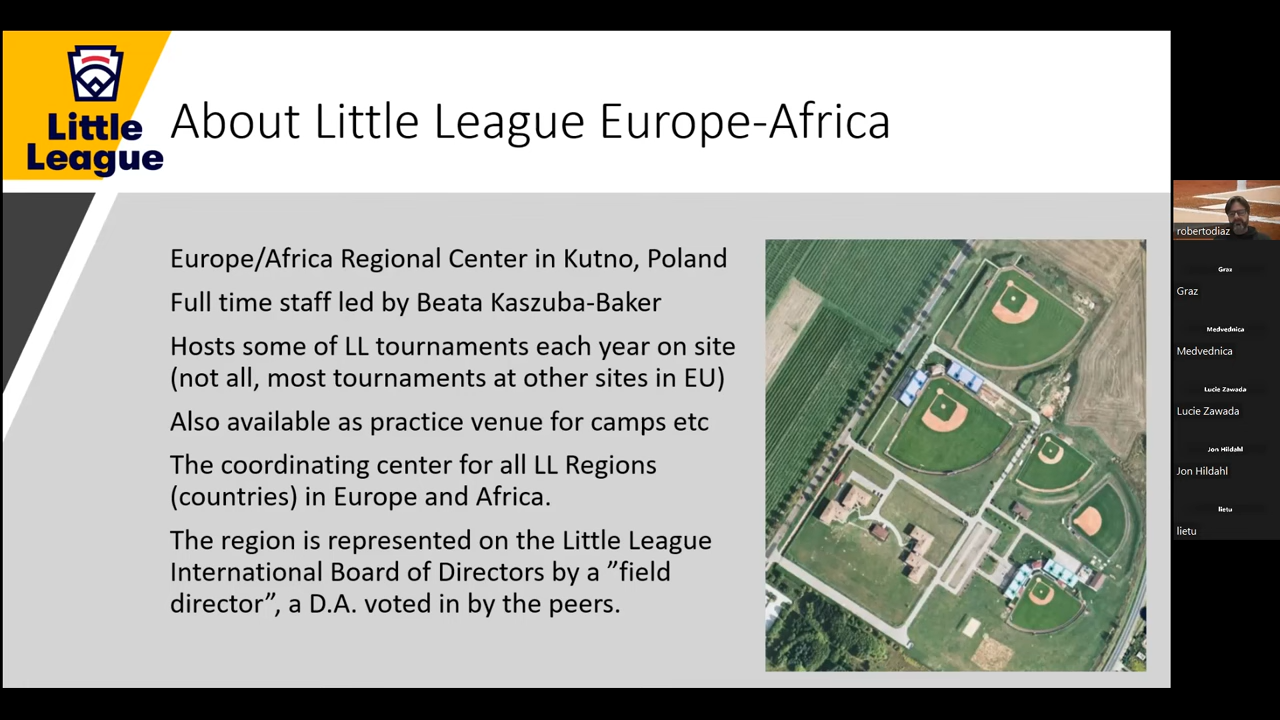 Little
League
About Little League Europe-Africa
Europe/Africa Regional Center in Kutno, Poland
Full time staff led by Beata Kaszuba-Baker
Hosts some of LL tournaments each year on site
(not all, most tournaments at other sites in EU)
Also available as practice venue for camps etc
The coordinating center for all LL Regions
(countries) in Europe and Africa.
The region is represented on the Little League
International Board of Directors by a ”field
director”, a D.A. voted in by the peers.
robertodiaz
Graz
Graz
Medvednica
Medvednica
Lucie Zawada
Lucie Zawada
Jon Hildahl
Jon Hildahl
lietu
lietu